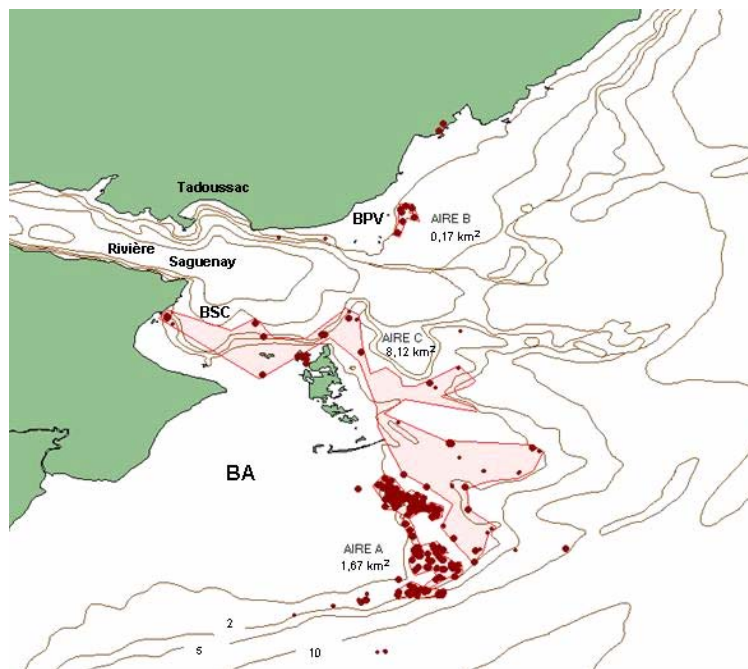 Tadoussac
BPV
AIRE B
0,17 km²
Rivière
Saguenay
BSC
AIRE C
8,12 km²
BA
AIRE A
1,67 km²
2
5
10